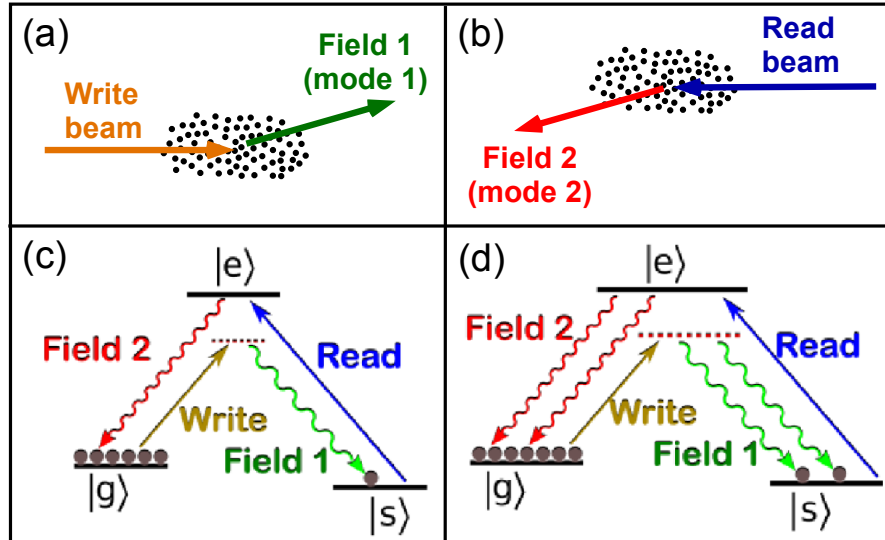 (a)
Write
beam
Field 1
(mode 1)
(b)
Read
beam
Field 2
(mode 2)
(c)
|e⟩
Field 2
Write
Read
Field 1
|g⟩
|s⟩
(d)
|e⟩
Field 2
Write
Read
Field 1
|g⟩
|s⟩